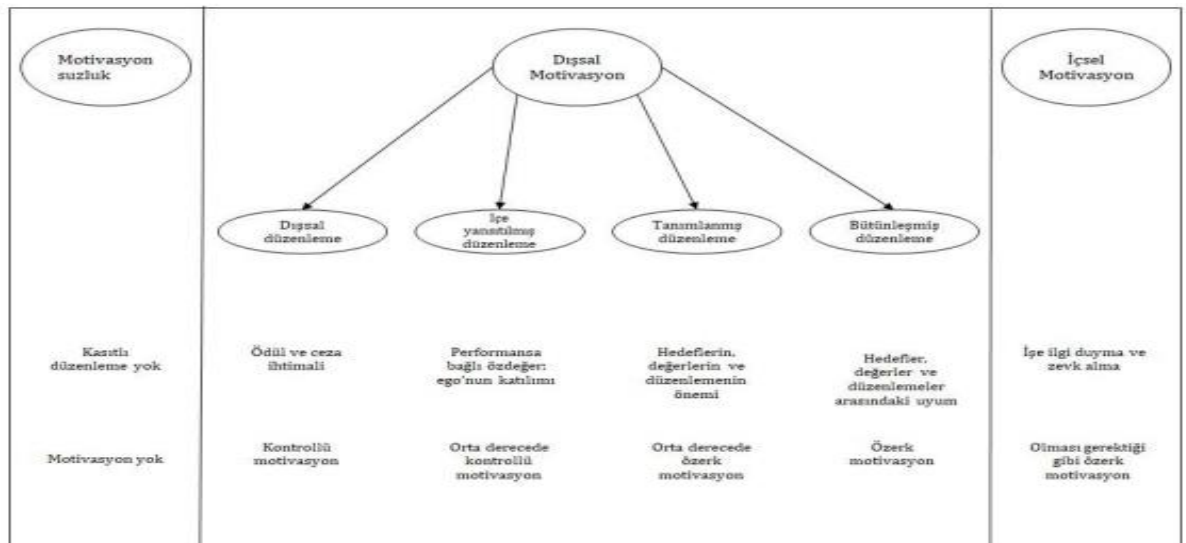 Motivasyon
suzluk
Dışsal
Motivasyon
İçsel
Motivasyon
Dışsal
düzenleme
İçe
yansıtılmış
düzenleme
Tanımlanmış
düzenleme
Bütünleşmiş
düzenleme
Kasıtlı
düzenleme yok
Ödül ve ceza
ihtimali
Performansa
bağlı özdeğer;
ego'nun katılımı
Hedeflerin,
değerlerin ve
düzenlemenin
önemi
Hedefler,
değerler ve
düzenlemeler
arasındaki uyum
İşe ilgi duyma ve
zevk alma
Motivasyon yok
Kontrollü
motivasyon
Orta derecede
kontrollü
motivasyon
Orta derecede
özerk
motivasyon
Özerk
motivasyon
Olması gerektiği
gibi özerk
motivasyon